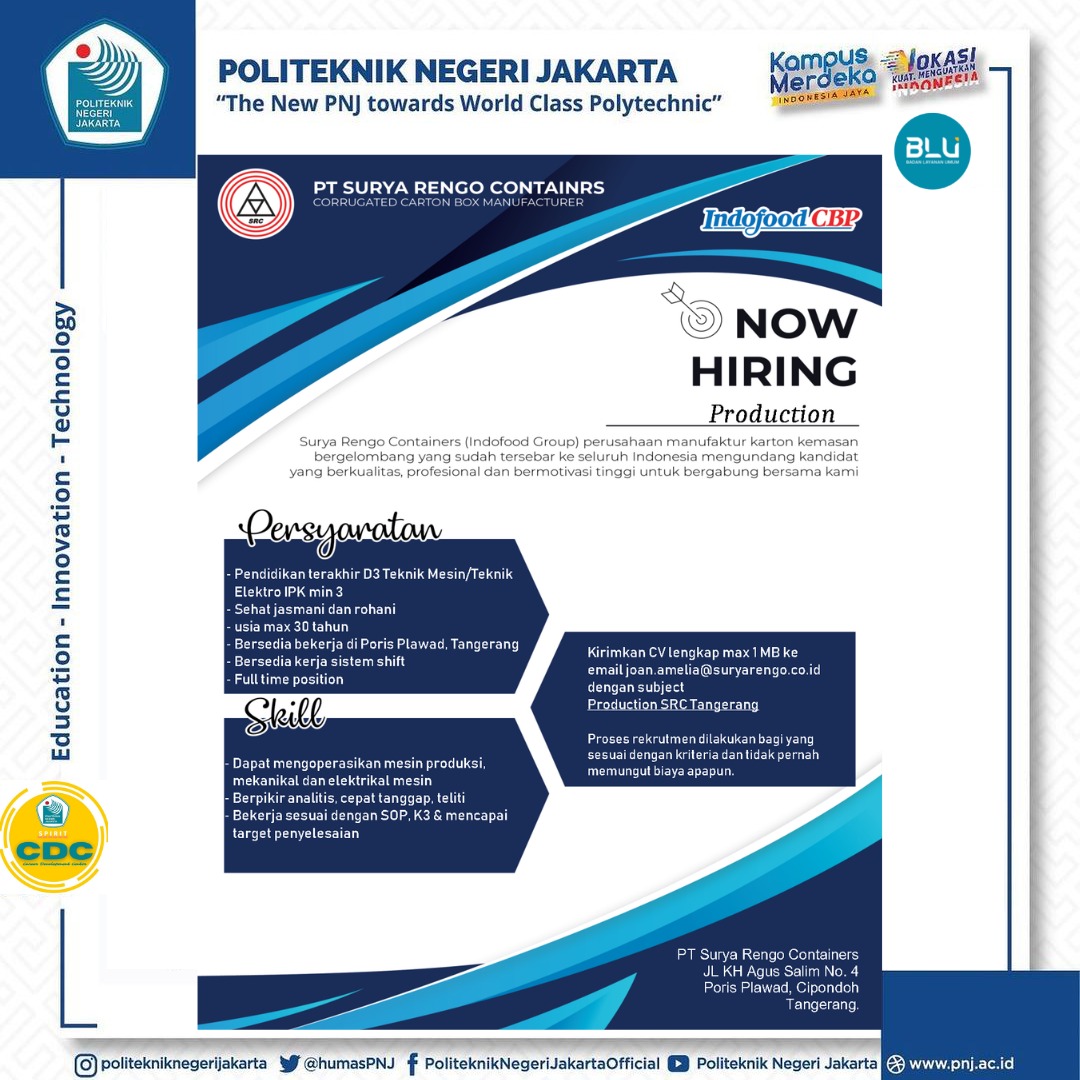 POLITEKNIK
NEGERI
JAKARTA
POLITEKNIK NEGERI JAKARTA
“The New PNJ towards World Class Polytechnic”
Kampus
Merdeka
INDONESIA JAYA
VOKASI
KUAT, MENGUATKAN
INDONESIA
BLU
BADAN LAYANAN UMUM
Education - Innovation - Technology
SRC
PT SURYA RENGO CONTAINRS
CORRUGATED CARTON BOX MANUFACTURER
Indofood CBP
NOW
HIRING
Production
Surya Rengo Containers (Indofood Group) perusahaan manufaktur karton kemasan
bergelombang yang sudah tersebar ke seluruh Indonesia mengundang kandidat
yang berkualitas, profesional dan bermotivasi tinggi untuk bergabung bersama kami
Persyaratan
- Pendidikan terakhir D3 Teknik Mesin/Teknik
Elektro IPK min 3
- Sehat jasmani dan rohani
- usia max 30 tahun
- Bersedia bekerja di Poris Plawad, Tangerang
- Bersedia kerja sistem shift
- Full time position
Skill
- Dapat mengoperasikan mesin produksi,
mekanikal dan elektrikal mesin
- Berpikir analitis, cepat tanggap, teliti
- Bekerja sesuai dengan SOP, K3 & mencapai
target penyelesaian
Kirimkan CV lengkap max 1 MB ke
email joan.amelia@suryarengo.co.id
dengan subject
Production SRC Tangerang
Proses rekrutmen dilakukan bagi yang
sesuai dengan kriteria dan tidak pernah
memungut biaya apapun.
SPIRIT
CDC
PT Surya Rengo Containers
JL KH Agus Salim No. 4
Poris Plawad, Cipondoh
Tangerang.
politekniknegerijakarta @humasPNJ PoliteknikNegeriJakartaOfficial Politeknik Negeri Jakarta www.pnj.ac.id